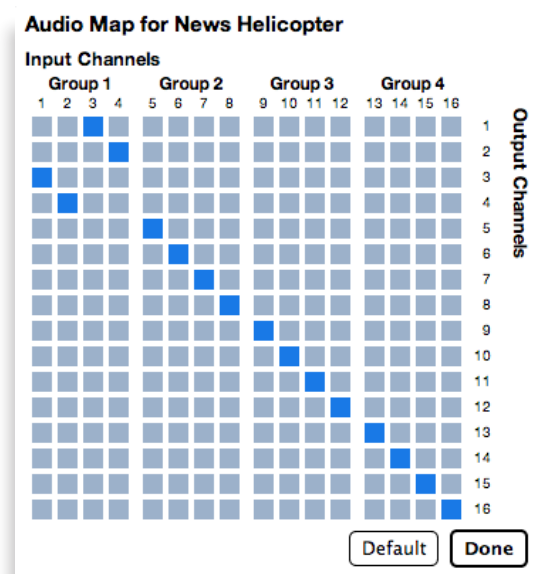 Audio Map for News Helicopter
Input Channels
Group 1 Group 2 Group 3 Group 4
1 2 3 4 5 6 7 8 9 10 11 12 13 14 15 16
Output Channels
1
2
3
4
5
6
7
8
9
10
11
12
13
14
15
16
Default Done